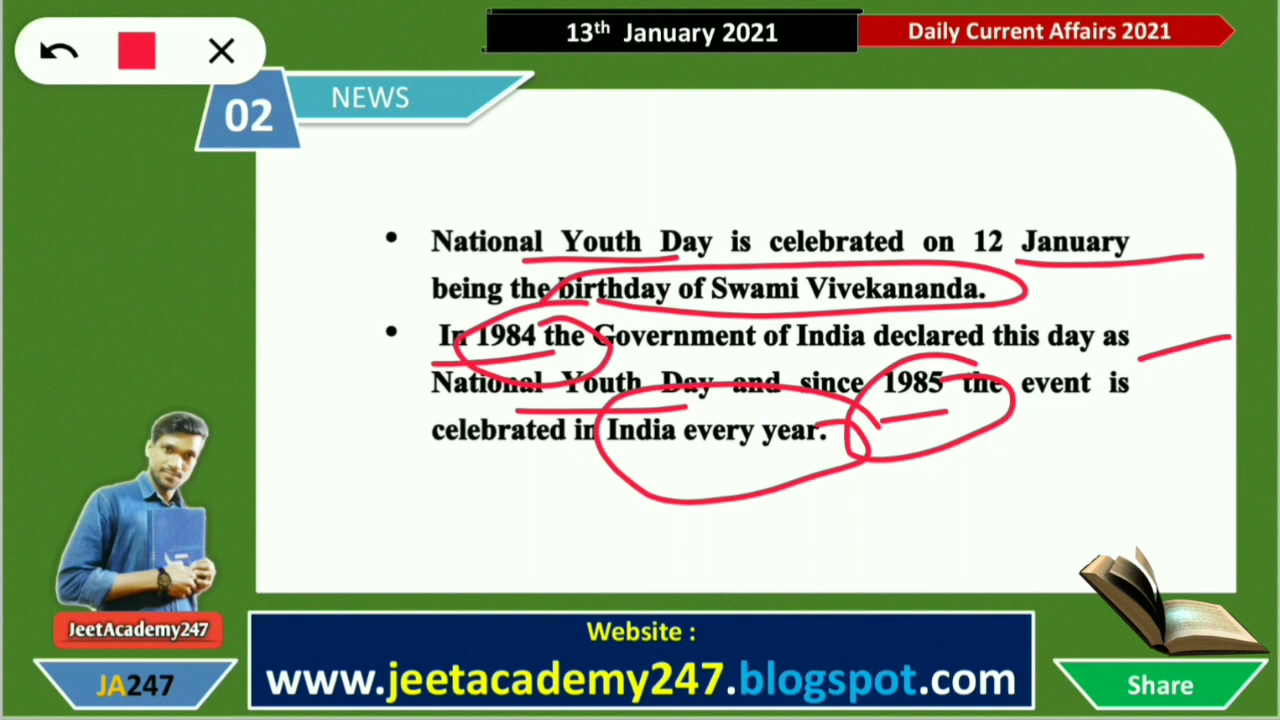 13th January 2021
Daily Current Affairs 2021
02
NEWS
• National Youth Day is celebrated on 12 January
being the birthday of Swami Vivekananda.
• In 1984 the Government of India declared this day as
National Youth Day and since 1985 the event is
celebrated in India every year.
JeetAcademy247
JA247
Website :
www.jeetacademy247.blogspot.com
Share